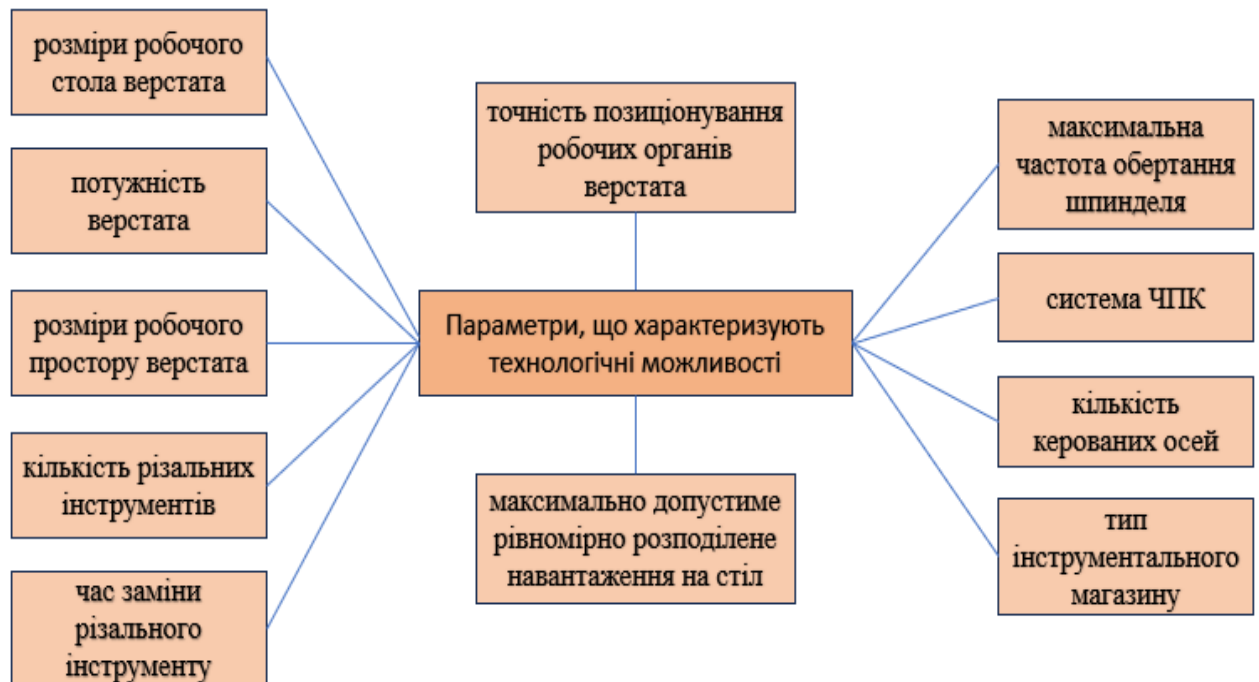 розміри робочого
стола верстата
потужність
верстата
розміри робочого
простору верстата
кількість різальних
інструментів
час заміни
різального
інструменту
точність позиціонування
робочих органів
верстата
Параметри, що характеризують
технологічні можливості
максимально допустиме
рівномірно розподілене
навантаження на стіл
максимальна
частота обертання
шпинделя
система ЧПК
кількість
керованих осей
тип
інструментального
магазину